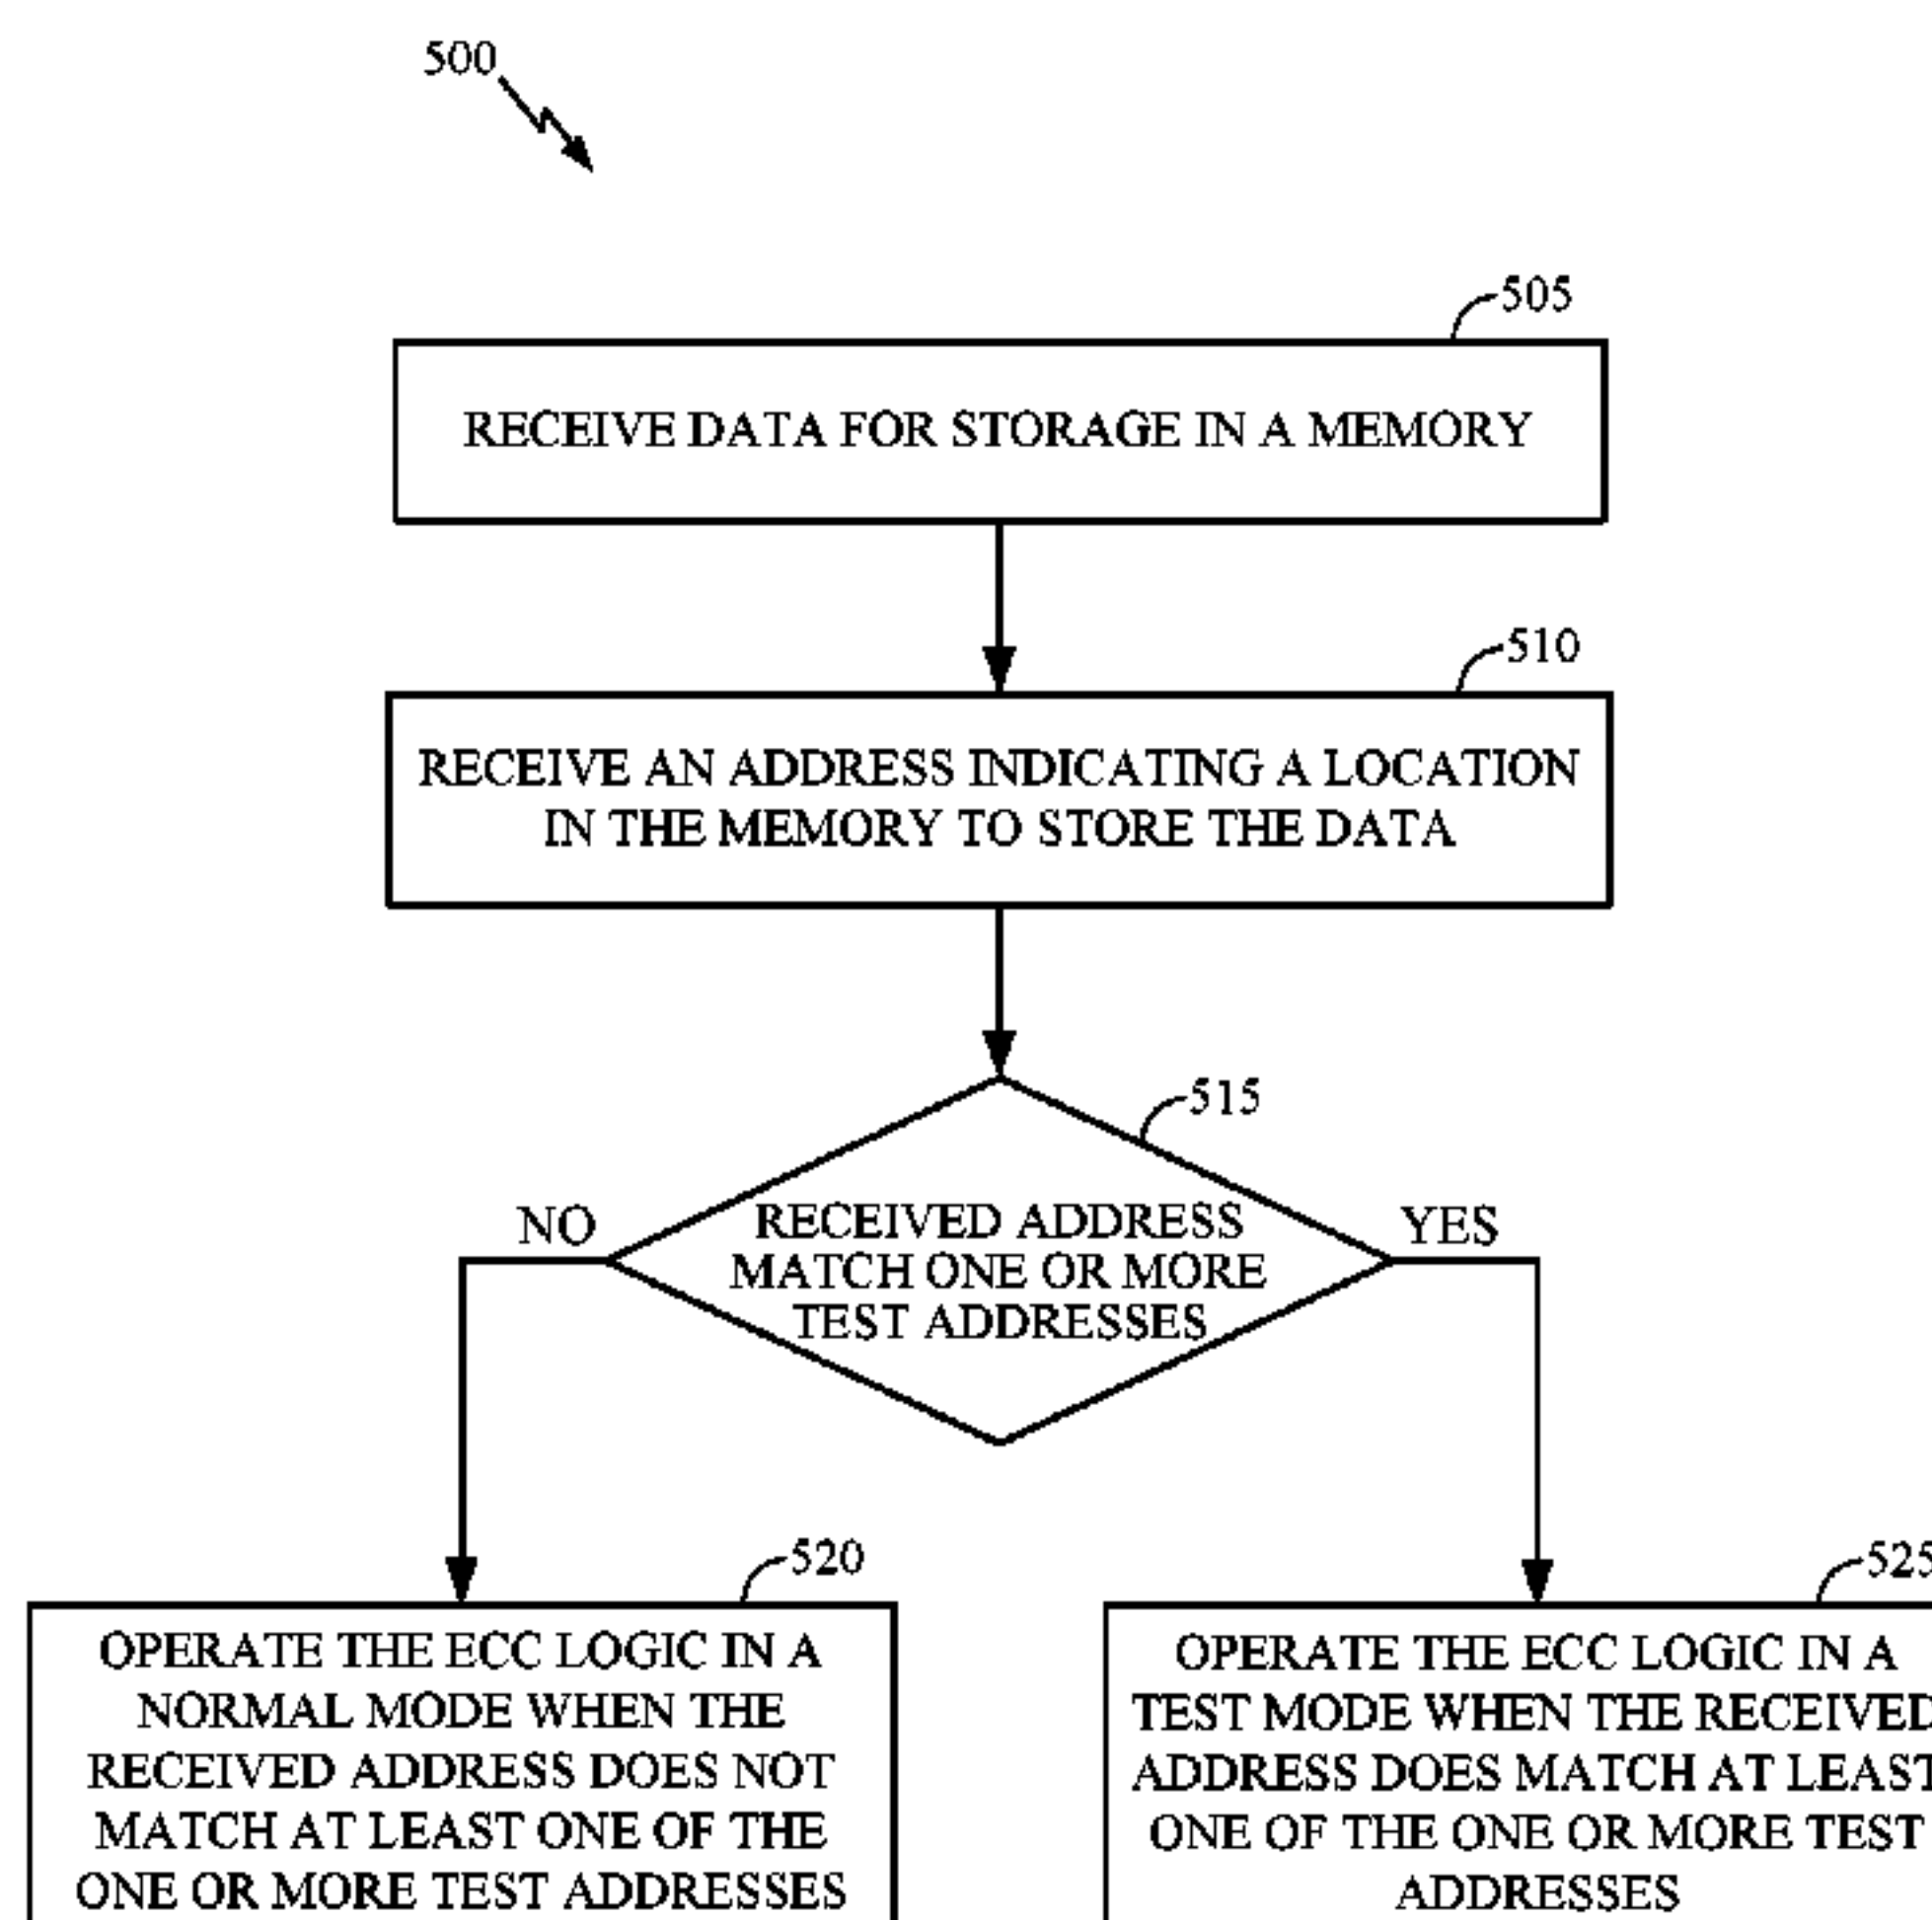 500
505
RECEIVE DATA FOR STORAGE IN A MEMORY
510
RECEIVE AN ADDRESS INDICATING A LOCATION
IN THE MEMORY TO STORE THE DATA
515
NO
YES
RECEIVED ADDRESS
MATCH ONE OR MORE
TEST ADDRESSES
520
OPERATE THE ECC LOGIC IN A
NORMAL MODE WHEN THE
RECEIVED ADDRESS DOES NOT
MATCH AT LEAST ONE OF THE
ONE OR MORE TEST ADDRESSES
525
OPERATE THE ECC LOGIC IN A
TEST MODE WHEN THE RECEIVED
ADDRESS DOES MATCH AT LEAST
ONE OF THE ONE OR MORE TEST
ADDRESSES